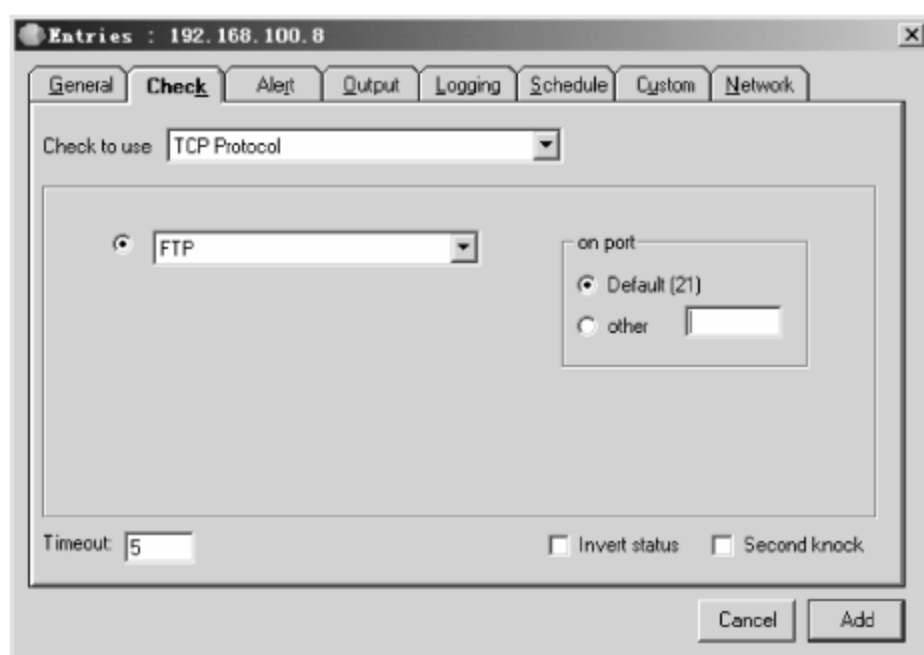 Entries : 192.168.100.8
General Check Alert Output Logging Schedule Custom Network
Check to use TCP Protocol
FTP
on port
Default (21)
other
Timeout: 5 Invert status Second knock
Cancel Add